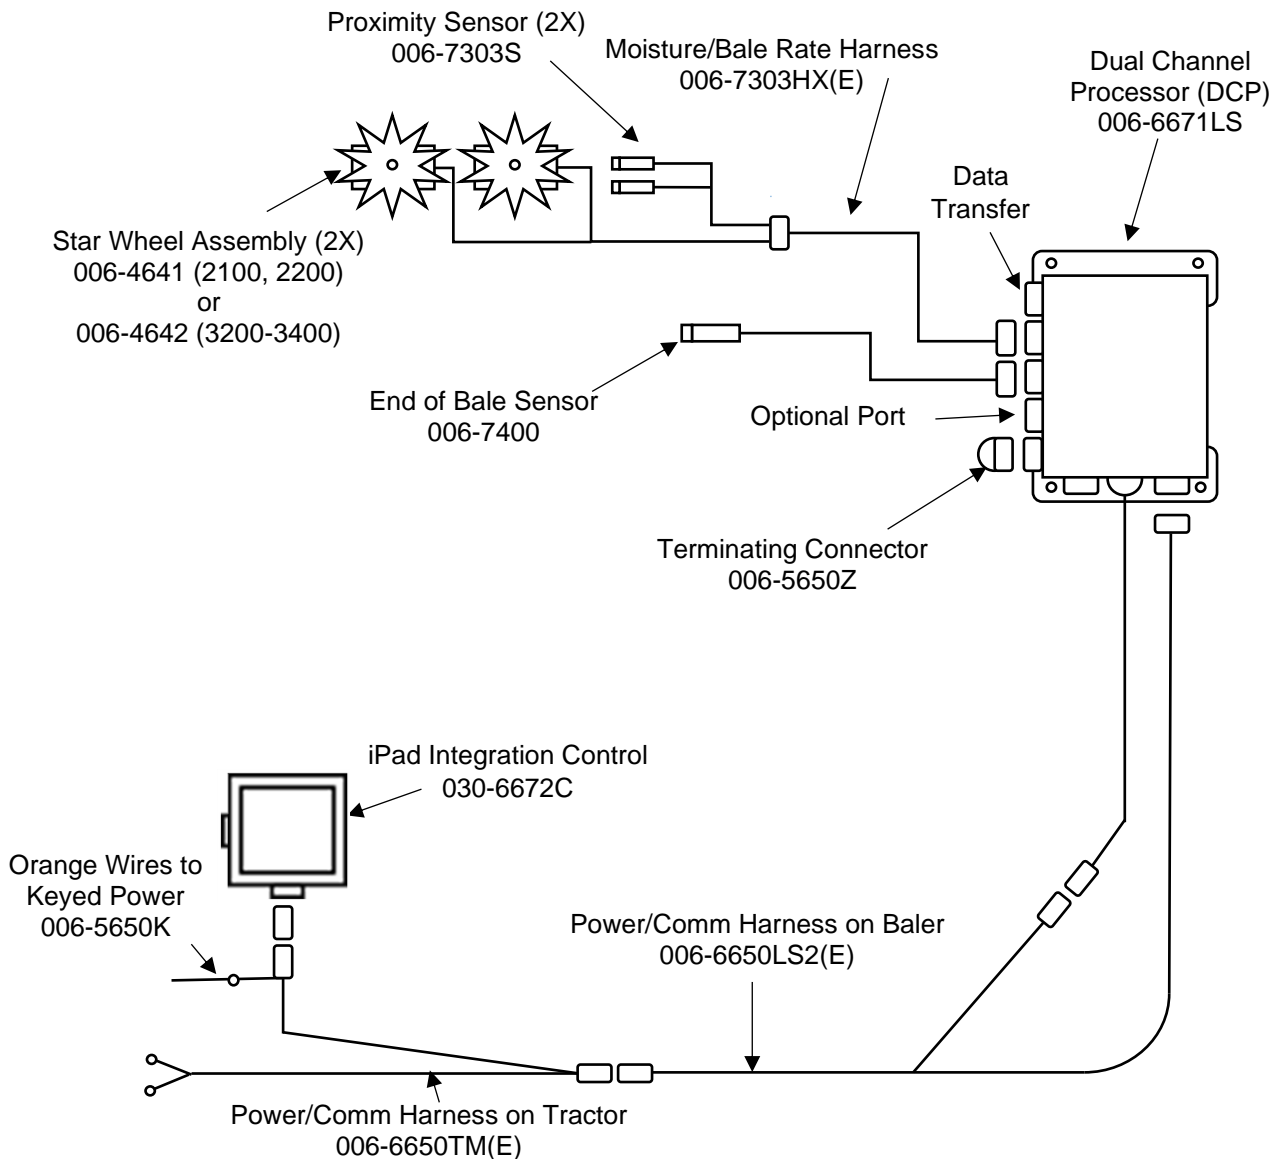 Proximity Sensor (2X)
006-7303S
Moisture/Bale Rate Harness
006-7303HX(E)
Dual Channel
Processor (DCP)
006-6671LS
Data
Transfer
Star Wheel Assembly (2X)
006-4641 (2100, 2200)
or
006-4642 (3200-3400)
End of Bale Sensor
006-7400
Optional Port
Terminating Connector
006-5650Z
iPad Integration Control
030-6672C
Orange Wires to
Keyed Power
006-5650K
Power/Comm Harness on Baler
006-6650LS2(E)
Power/Comm Harness on Tractor
006-6650TM(E)